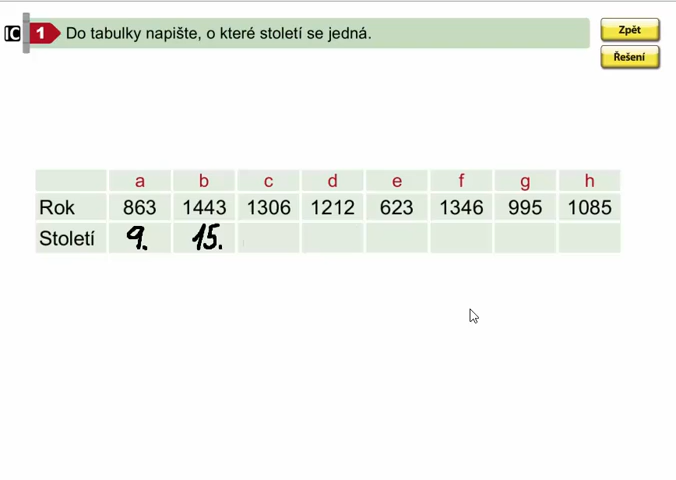 IC 1 Do tabulky napište, o které století se jedná.
Zpět
Řešení
a b c d e f g h
Rok 863 1443 1306 1212 623 1346 995 1085
Století 9. 15.